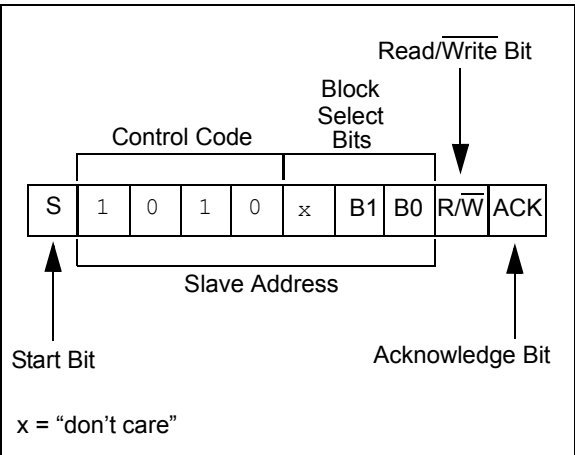 Read/Write Bit
Block
Select
Bits
Control Code
S 1 0 1 0 x B1 B0 R/W ACK
Slave Address
Start Bit
Acknowledge Bit
x = “don’t care”